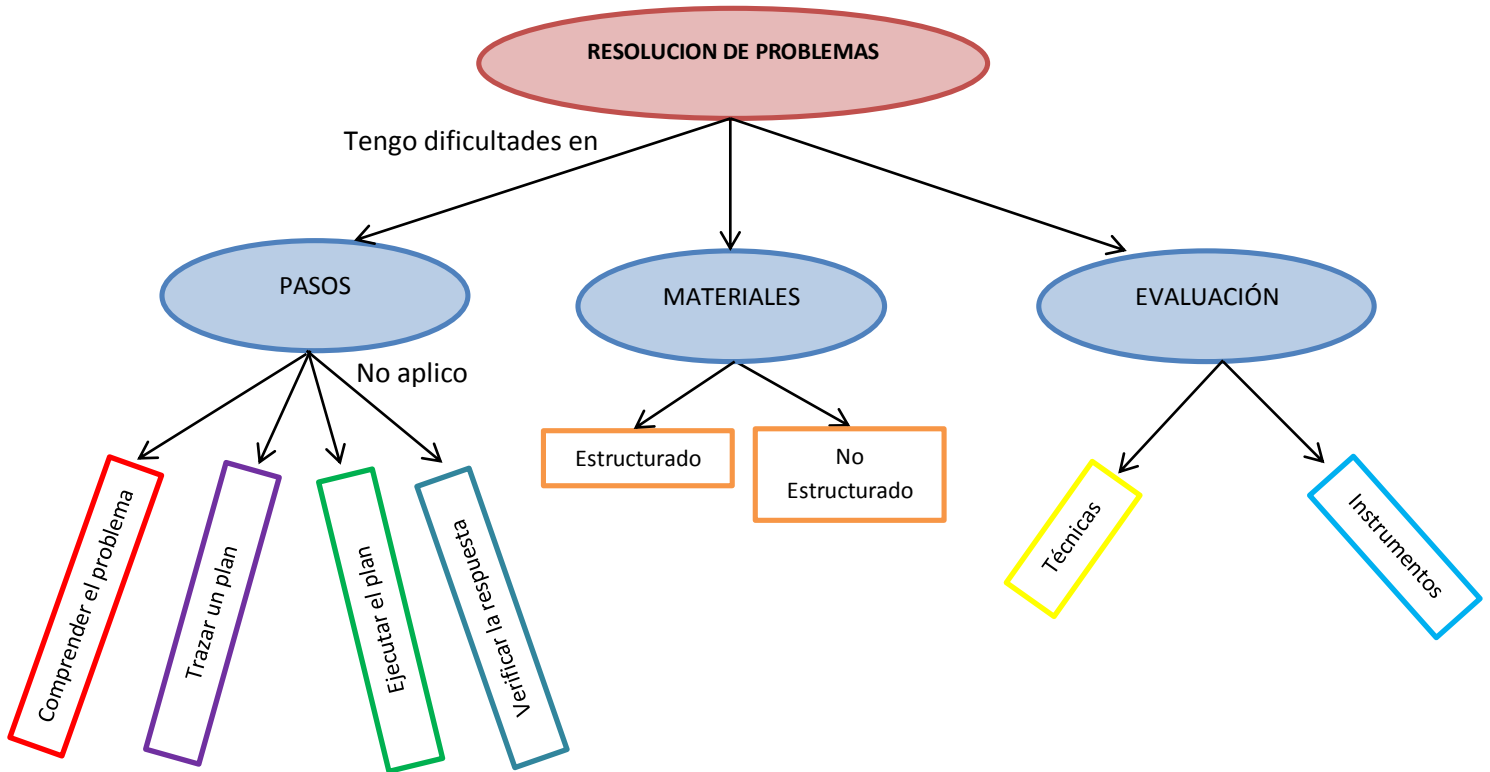 RESOLUCION DE PROBLEMAS
Tengo dificultades en
PASOS
MATERIALES
EVALUACIÓN
No aplico
Comprender el problema
Trazar un plan
Ejecutar el plan
Verificar la respuesta
Estructurado
No
Estructurado
Técnicas
Instrumentos